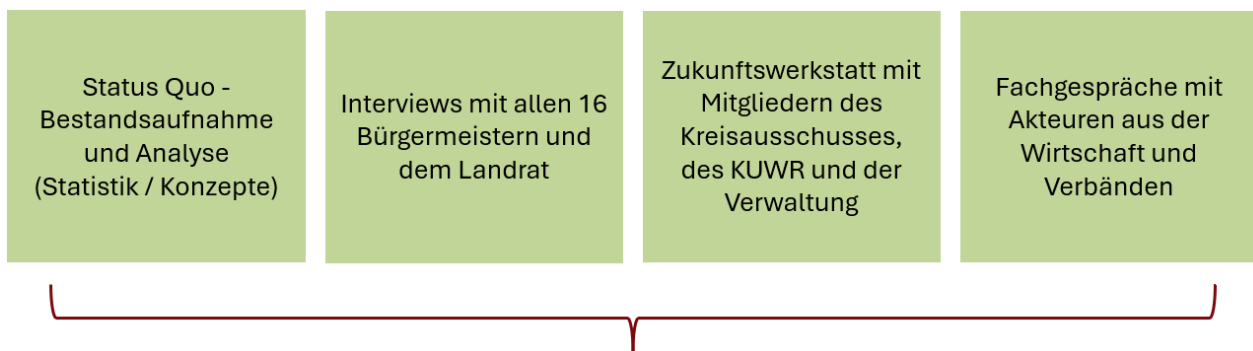 Status Quo -
Bestandsaufnahme
und Analyse
(Statistik / Konzepte)
Interviews mit allen 16
Bürgermeistern und
dem Landrat
Zukunftswerkstatt mit
Mitgliedern des
Kreisausschusses,
des KUWR und der
Verwaltung
Fachgespräche mit
Akteuren aus der
Wirtschaft und
Verbänden